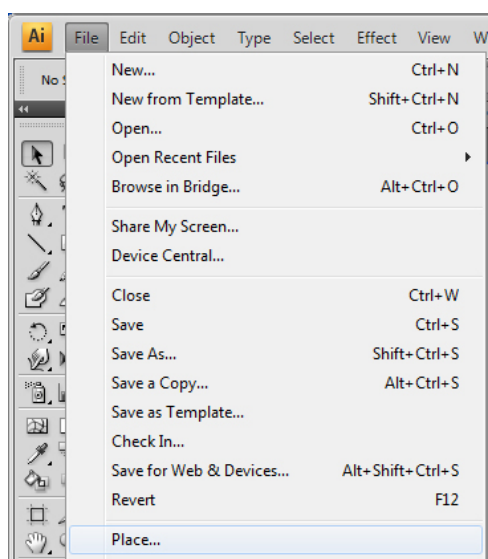 Ai File Edit Object Type Select Effect View W
No S
New... Ctrl+N
New from Template... Shift+Ctrl+N
Open... Ctrl+O
Open Recent Files
Browse in Bridge... Alt+Ctrl+O
Share My Screen...
Device Central...
Close Ctrl+W
Save Ctrl+S
Save As... Shift+Ctrl+S
Save a Copy... Alt+Ctrl+S
Save as Template...
Check In...
Save for Web & Devices... Alt+Shift+Ctrl+S
Revert F12
Place...